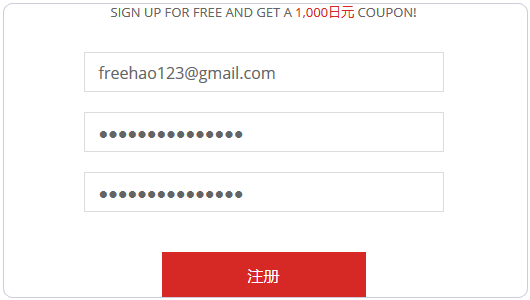 SIGN UP FOR FREE AND GET A 1,000日元 COUPON!
freehao123@gmail.com
●●●●●●●●●●●●●●●
●●●●●●●●●●●●●●●
注册